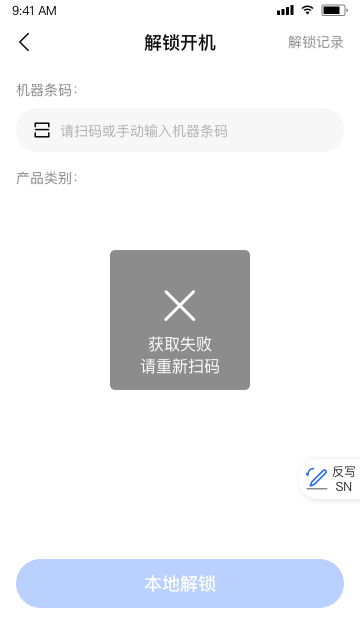 9:41 AM
解锁开机
解锁记录
机器条码：
请扫码或手动输入机器条码
产品类别：
获取失败
请重新扫码
反写
SN
本地解锁